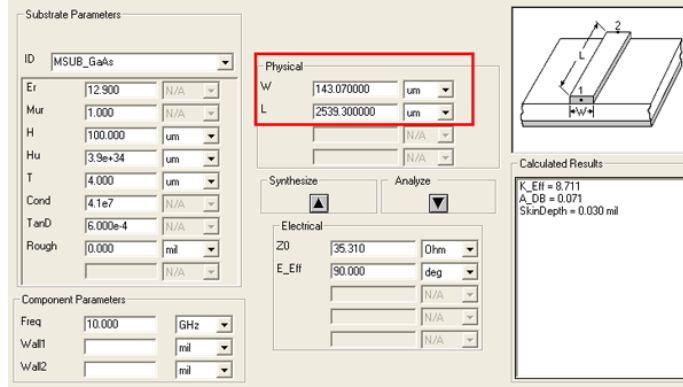 Substrate Parameters
ID MSUB_GaAs
Er 12.900 N/A
Mur 1.000 N/A
H 100.000 um
Hu 3.9e+34 um
T 4.000 um
Cond 4.1e7 N/A
TanD 6.000e-4 N/A
Rough 0.000 mil
N/A
Component Parameters
Freq 10.000 GHz
Wall1 mil
Wall2 mil
Physical
W 143.070000 um
L 2539.300000 um
N/A
N/A
Synthesize Analyze
Electrical
Z0 35.310 Ohm
E_Eff 90.000 deg
N/A
N/A
N/A
2
L
1
W
Calculated Results
K_Eff = 8.711
A_DB = 0.071
SkinDepth = 0.030 mil